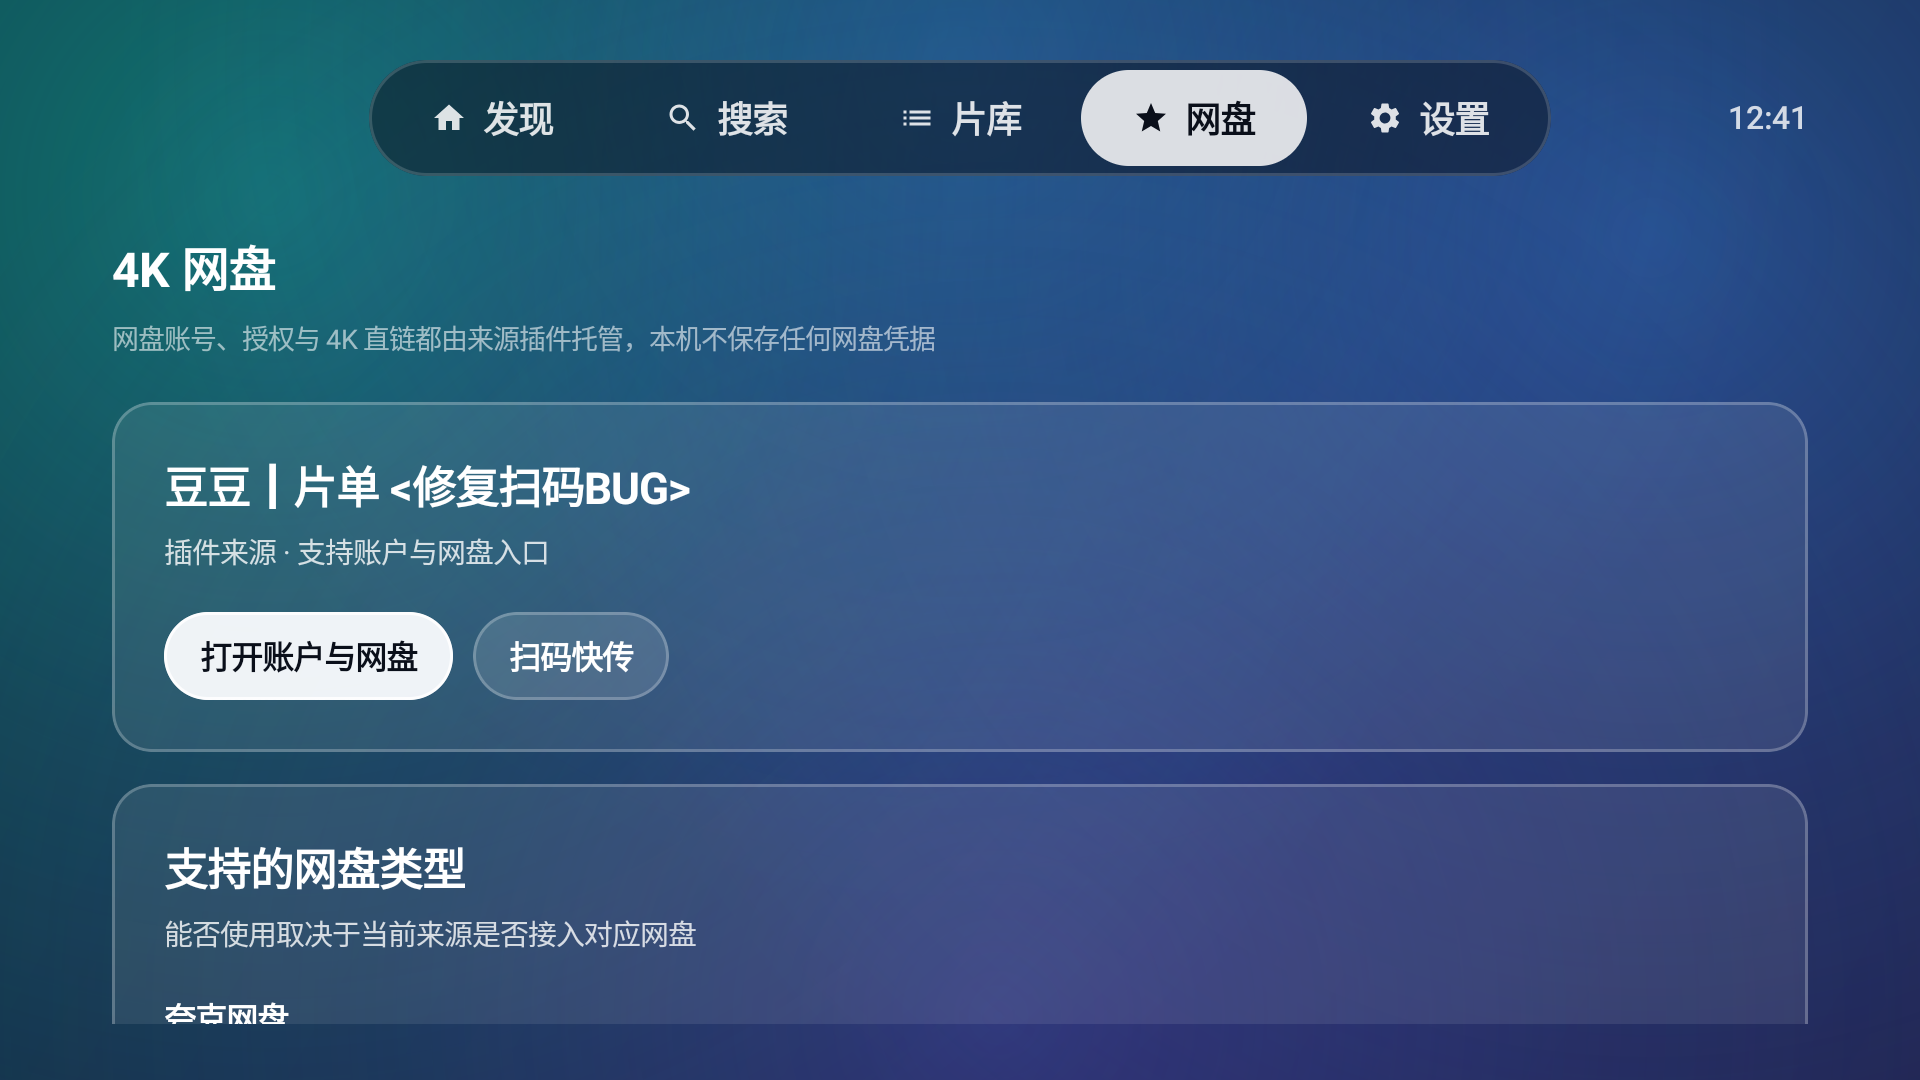 发现 搜索 片库 网盘 设置 12:41
4K 网盘
网盘账号、授权与 4K 直链都由来源插件托管，本机不保存任何网盘凭据
豆豆┃片单 <修复扫码BUG>
插件来源 · 支持账户与网盘入口
打开账户与网盘 扫码快传
支持的网盘类型
能否使用取决于当前来源是否接入对应网盘
夸克网盘